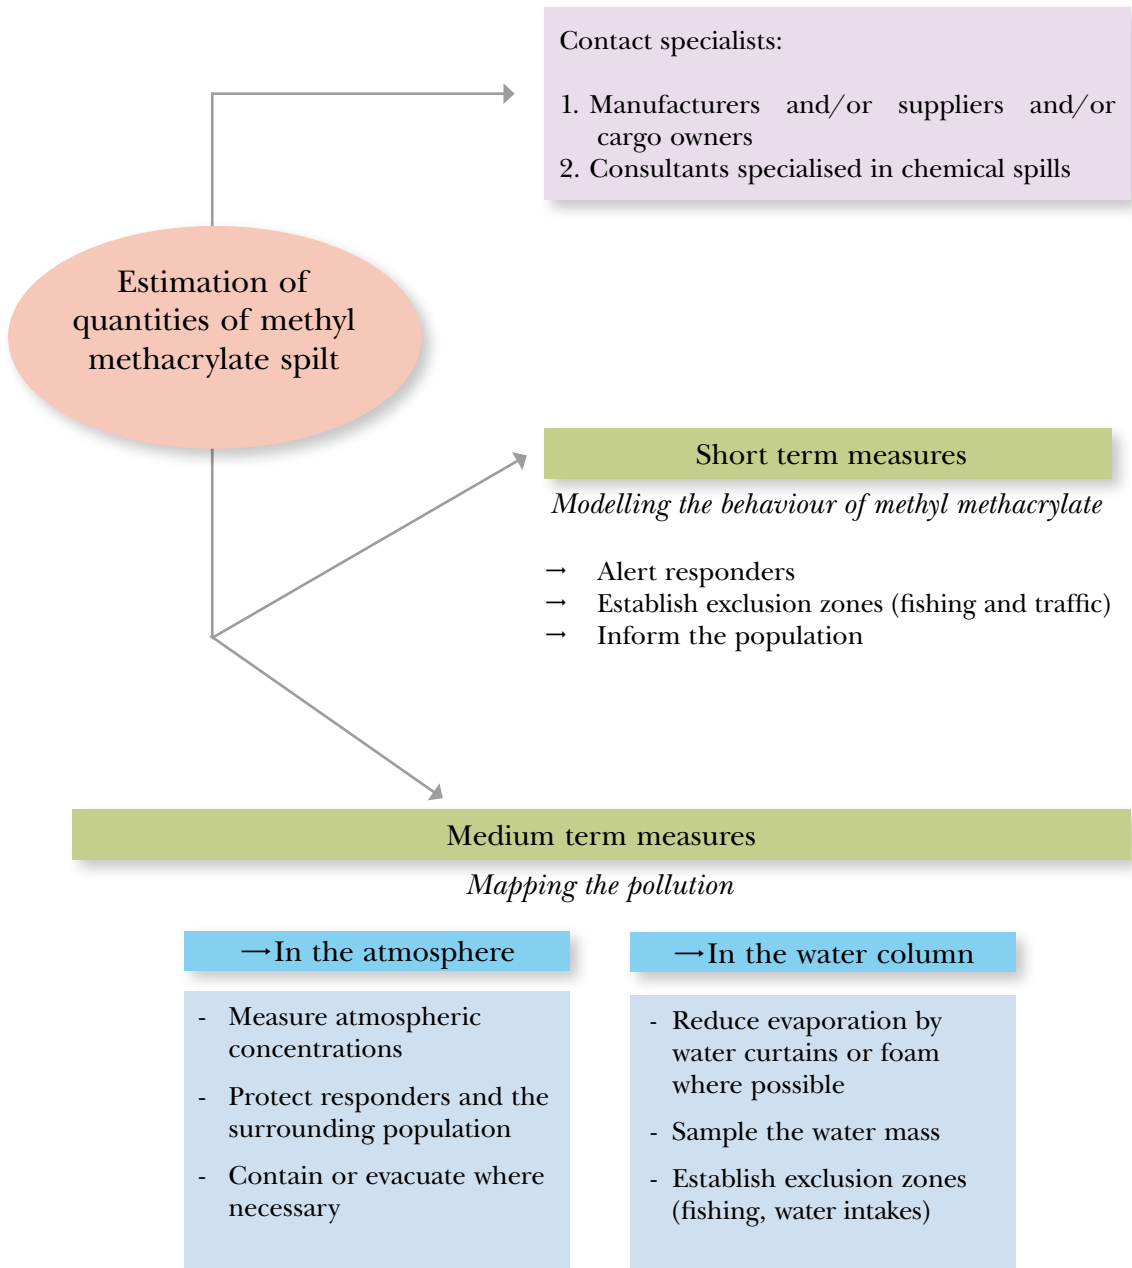 Contact specialists:
1. Manufacturers and/or suppliers and/or
cargo owners
2. Consultants specialised in chemical spills
Estimation of
quantities of methyl
methacrylate spilt
Short term measures
Modelling the behaviour of methyl methacrylate
→ Alert responders
→ Establish exclusion zones (fishing and traffic)
→ Inform the population
Medium term measures
Mapping the pollution
→In the atmosphere
- Measure atmospheric
concentrations
- Protect responders and the
surrounding population
- Contain or evacuate where
necessary
→In the water column
- Reduce evaporation by
water curtains or foam
where possible
- Sample the water mass
- Establish exclusion zones
(fishing, water intakes)